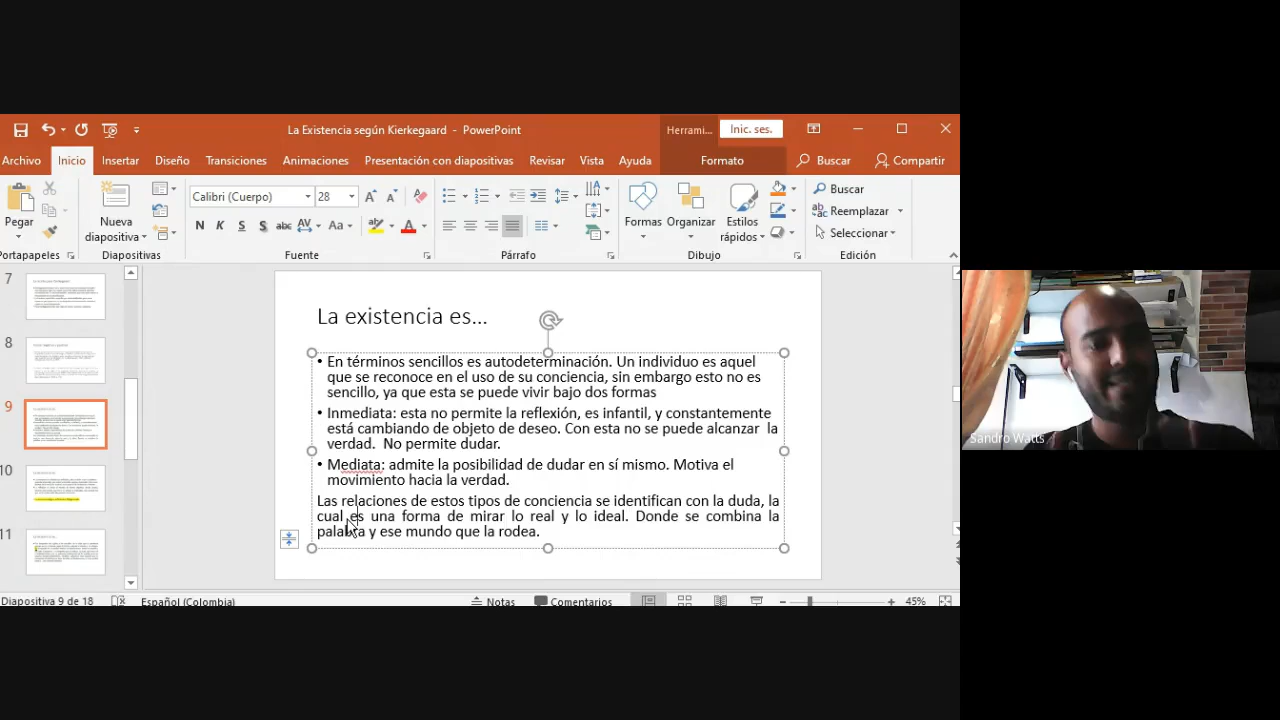 La Existencia según Kierkegaard - PowerPoint
Herrami...
Inic. ses.
Archivo Inicio Insertar Diseño Transiciones Animaciones Presentación con diapositivas Revisar Vista Ayuda Formato Buscar Compartir
Pegar
Nueva diapositiva
Calibri (Cuerpo) 28
N K S S abc AV Aa A
Formas Organizar Estilos rápidos
Buscar
Reemplazar
Seleccionar
Portapapeles Diapositivas Fuente Párrafo Dibujo Edición
7
8
9
10
11
La existencia es...
• En términos sencillos es autodeterminación. Un individuo es aquel
que se reconoce en el uso de su conciencia, sin embargo esto no es
sencillo, ya que esta se puede vivir bajo dos formas
• Inmediata: esta no permite la reflexión, es infantil, y constantemente
está cambiando de objeto de deseo. Con esta no se puede alcanzar la
verdad. No permite dudar.
• Mediata: admite la posibilidad de dudar en sí mismo. Motiva el
movimiento hacia la verdad.
Las relaciones de estos tipos de conciencia se identifican con la duda, la
cual es una forma de mirar lo real y lo ideal. Donde se combina la
palabra y ese mundo que la rodea.
Diapositiva 9 de 18 Español (Colombia) Notas Comentarios 45%
Sandro Watts